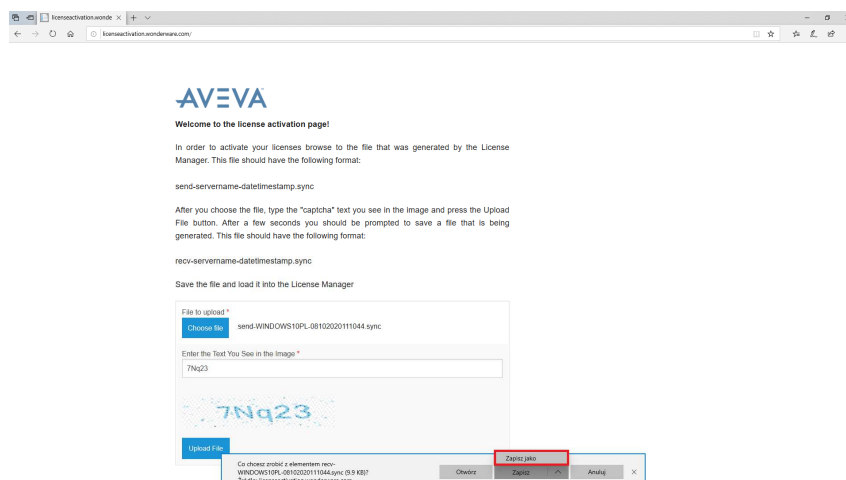 licenseactivation.wonde
licenseactivation.wonderware.com/
AVEVA
Welcome to the license activation page!
In order to activate your licenses browse to the file that was generated by the License
Manager. This file should have the following format:
send-servername-datetimestamp.sync
After you choose the file, type the "captcha" text you see in the image and press the Upload
File button. After a few seconds you should be prompted to save a file that is being
generated. This file should have the following format:
recv-servername-datetimestamp.sync
Save the file and load it into the License Manager
File to upload *
Choose file send-WINDOWS10PL-08102020111044.sync
Enter the Text You See in the Image *
7Nq23
7Nq23
Upload File
Zapisz jako
Co chcesz zrobić z elementem recv-
WINDOWS10PL-08102020111044.sync (9.9 KB)?
Otwórz Zapisz Anuluj
Źródło: licenseactivation.wonderware.com